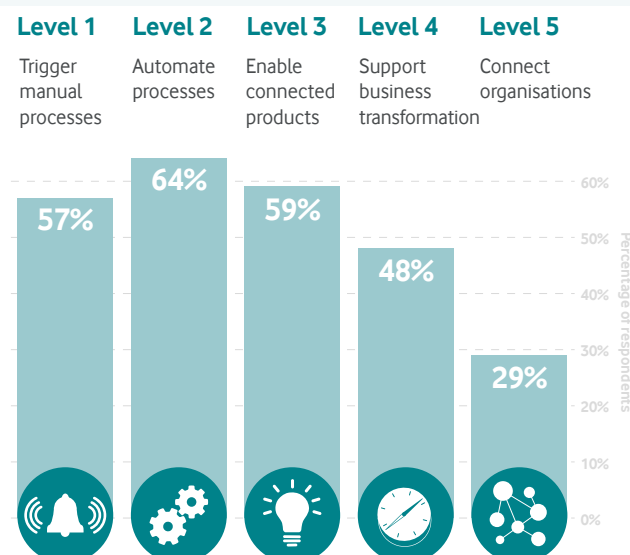 Level 1
Trigger
manual
processes
Level 2
Automate
processes
Level 3
Enable
connected
products
Level 4
Support
business
transformation
Level 5
Connect
organisations
57%
64%
59%
48%
29%
60%
50%
40%
30%
20%
10%
0%
Percentage of respondents